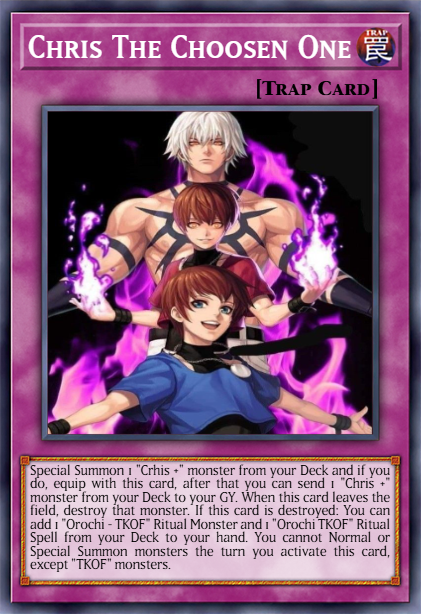 Chris The Choosen One
TRAP
罠
[Trap Card]
Special Summon 1 "Crhis +" monster from your Deck and if you
do, equip with this card, after that you can send 1 "Chris +"
monster from your Deck to your GY. When this card leaves the
field, destroy that monster. If this card is destroyed: You can
add 1 "Orochi - TKOF" Ritual Monster and 1 "Orochi TKOF" Ritual
Spell from your Deck to your hand. You cannot Normal or
Special Summon monsters the turn you activate this card,
except "TKOF" monsters.